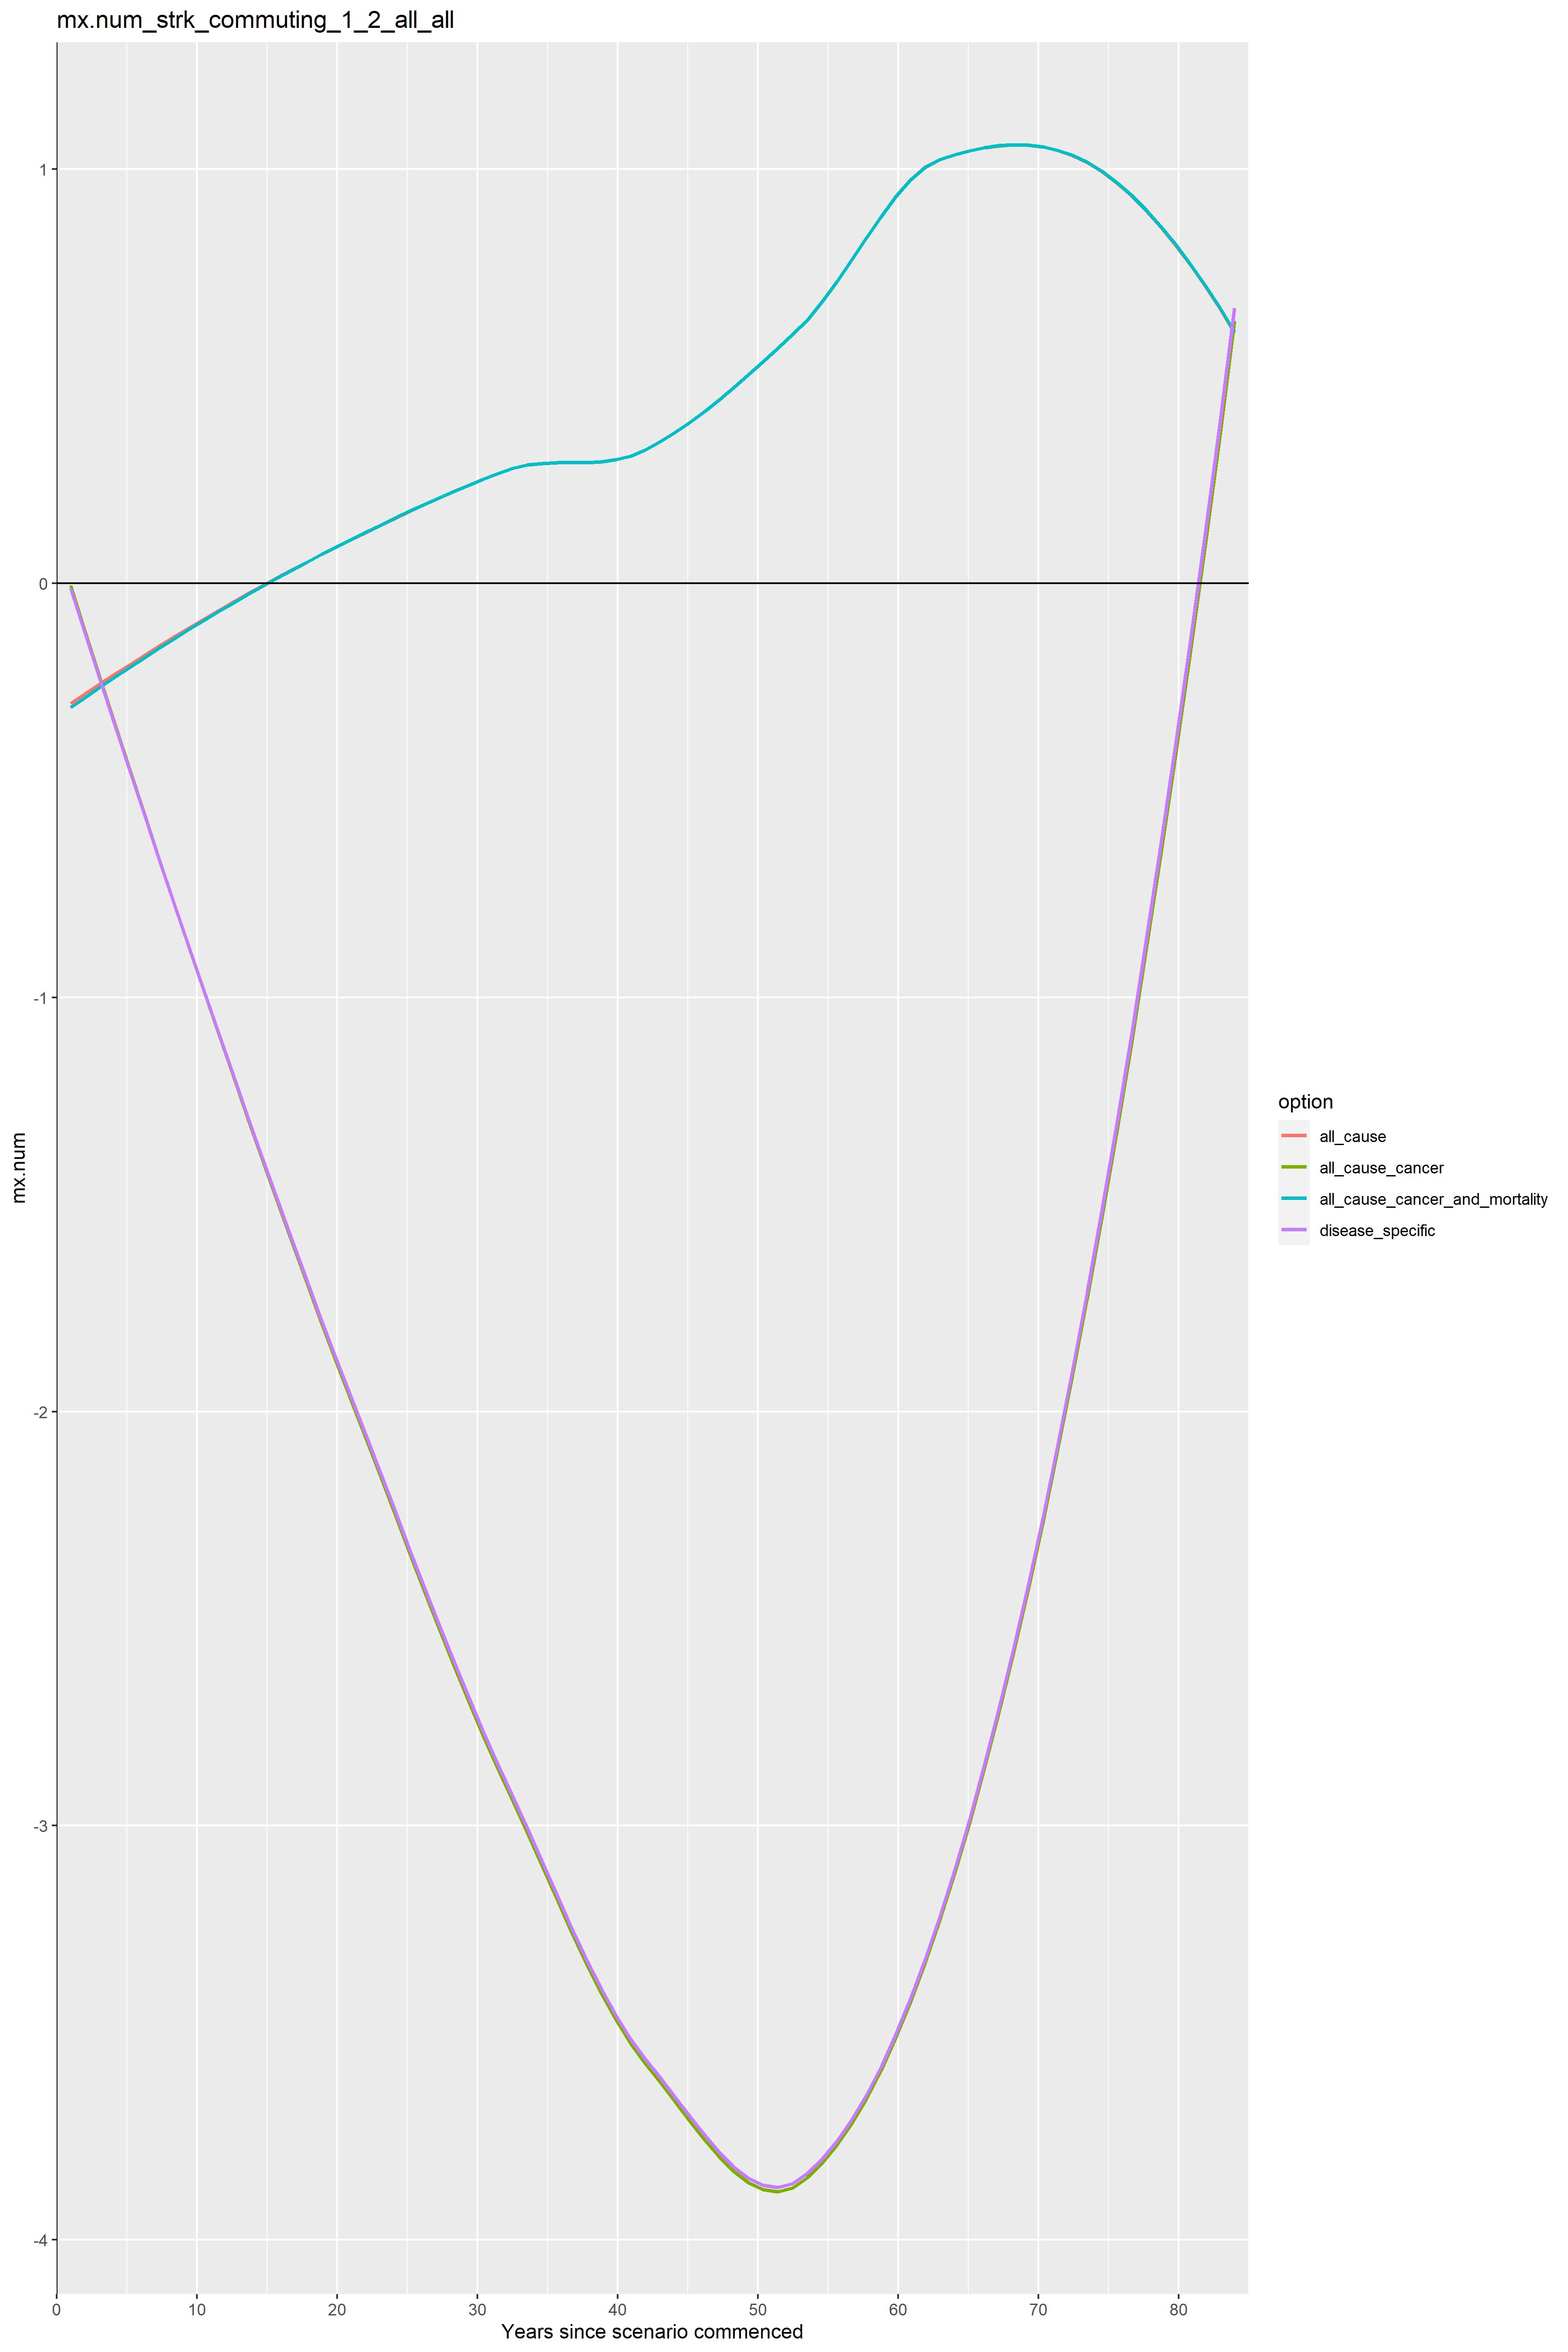 mx.num_strk_commuting_1_2_all_all
1
0
-1
-2
-3
-4
mx.num
0 10 20 30 40 50 60 70 80
Years since scenario commenced
option
all_cause
all_cause_cancer
all_cause_cancer_and_mortality
disease_specific